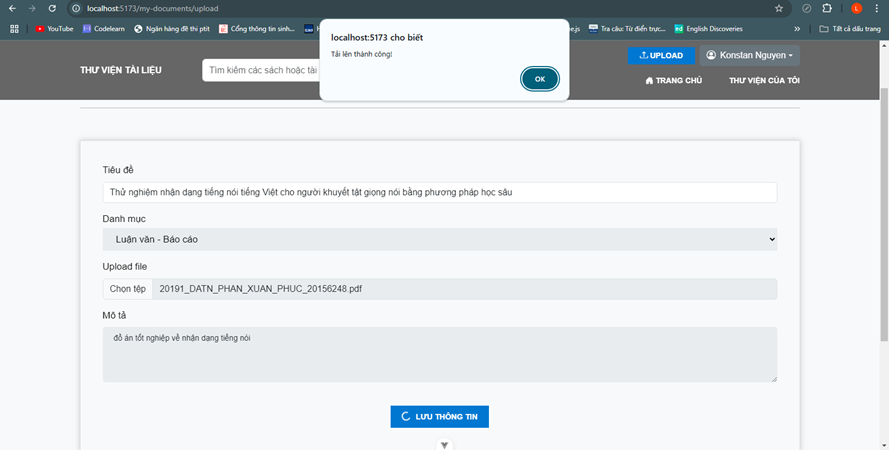 localhost:5173/my-documents/upload
L
YouTube
Codelearn
Ngân hàng đề thi ptit
Cổng thông tin sinh...
Tra cứu: Từ điển trực...
English Discoveries
Tất cả dấu trang
localhost:5173 cho biết
Tải lên thành công!
OK
THƯ VIỆN TÀI LIỆU
Tìm kiếm các sách hoặc tài
UPLOAD
Konstan Nguyen
TRANG CHỦ
THƯ VIỆN CỦA TÔI
Tiêu đề
Thử nghiệm nhận dạng tiếng nói tiếng Việt cho người khuyết tật giọng nói bằng phương pháp học sâu
Danh mục
Luận văn - Báo cáo
Upload file
Chọn tệp 20191_DATN_PHAN_XUAN_PHUC_20156248.pdf
Mô tả
đồ án tốt nghiệp về nhận dạng tiếng nói
LƯU THÔNG TIN